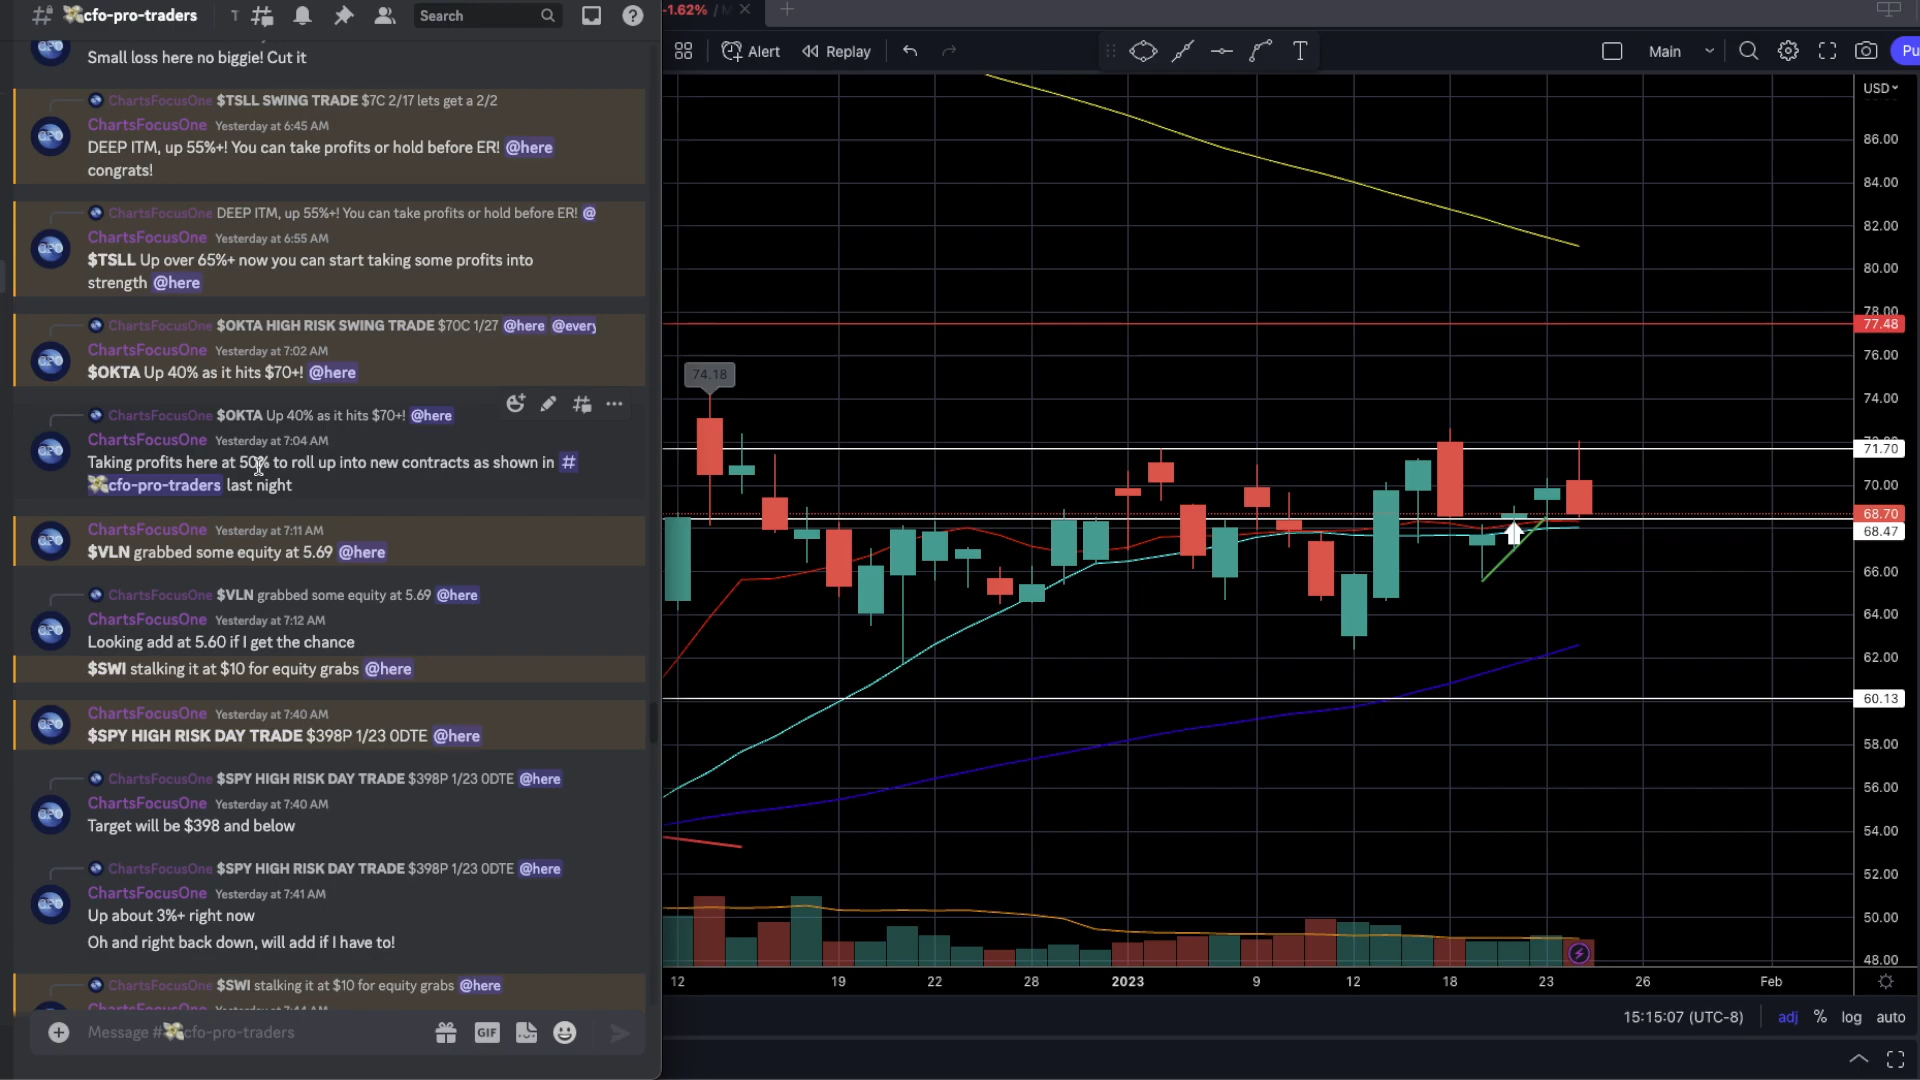 cfo-pro-traders
T
Search
Small loss here no biggie! Cut it
ChartsFocusOne $TSLL SWING TRADE $7C 2/17 lets get a 2/2
ChartsFocusOne Yesterday at 6:45 AM
DEEP ITM, up 55%+! You can take profits or hold before ER! @here
congrats!
ChartsFocusOne DEEP ITM, up 55%+! You can take profits or hold before ER! @
ChartsFocusOne Yesterday at 6:55 AM
$TSLL Up over 65%+ now you can start taking some profits into
strength @here
ChartsFocusOne $OKTA HIGH RISK SWING TRADE $70C 1/27 @here @every
ChartsFocusOne Yesterday at 7:02 AM
$OKTA Up 40% as it hits $70+! @here
ChartsFocusOne $OKTA Up 40% as it hits $70+! @here
ChartsFocusOne Yesterday at 7:04 AM
Taking profits here at 50% to roll up into new contracts as shown in #
cfo-pro-traders last night
ChartsFocusOne Yesterday at 7:11 AM
$VLN grabbed some equity at 5.69 @here
ChartsFocusOne $VLN grabbed some equity at 5.69 @here
ChartsFocusOne Yesterday at 7:12 AM
Looking add at 5.60 if I get the chance
$SWI stalking it at $10 for equity grabs @here
ChartsFocusOne Yesterday at 7:40 AM
$SPY HIGH RISK DAY TRADE $398P 1/23 0DTE @here
ChartsFocusOne $SPY HIGH RISK DAY TRADE $398P 1/23 0DTE @here
ChartsFocusOne Yesterday at 7:40 AM
Target will be $398 and below
ChartsFocusOne $SPY HIGH RISK DAY TRADE $398P 1/23 0DTE @here
ChartsFocusOne Yesterday at 7:41 AM
Up about 3%+ right now
Oh and right back down, will add if I have to!
ChartsFocusOne $SWI stalking it at $10 for equity grabs @here
Message #cfo-pro-traders
GIF
-1.62% /
Alert
Replay
T
Main
Pu
USD
86.00
84.00
82.00
80.00
78.00
77.48
76.00
74.00
71.70
70.00
68.70
68.47
66.00
64.00
62.00
60.13
58.00
56.00
54.00
52.00
50.00
48.00
74.18
12
19
22
28
2023
9
12
18
23
26
Feb
15:15:07 (UTC-8)
adj
%
log
auto